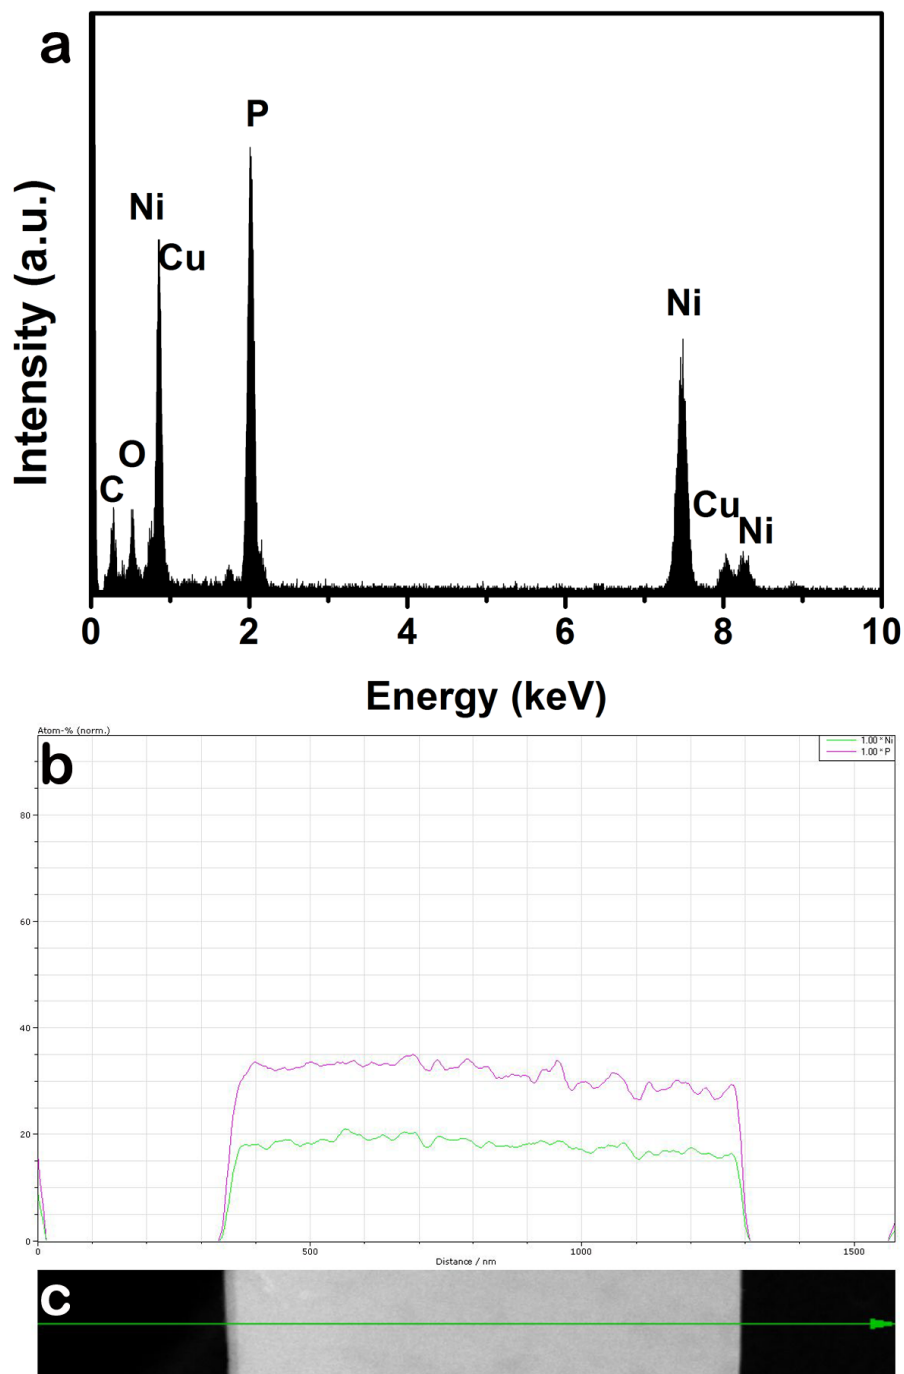 a
P
Ni
Cu
Ni
O
C
Cu
Ni
Intensity (a.u.)
0 2 4 6 8 10
Energy (keV)
Atom-% (norm.)
b
1.00 * Ni
1.00 * P
80
60
40
20
0
0 500 1000 1500
Distance / nm
c